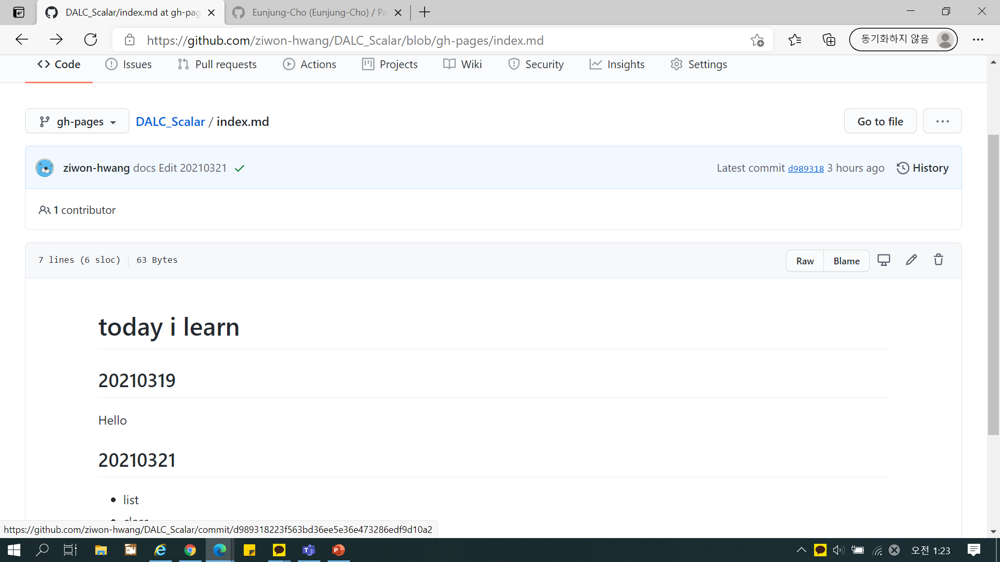 DALC_Scalar/index.md at gh-pag
Eunjung-Cho (Eunjung-Cho) / Pa
https://github.com/ziwon-hwang/DALC_Scalar/blob/gh-pages/index.md
동기화하지 않음
Code Issues Pull requests Actions Projects Wiki Security Insights Settings
gh-pages DALC_Scalar / index.md Go to file
ziwon-hwang docs Edit 20210321 Latest commit d989318 3 hours ago History
1 contributor
7 lines (6 sloc) 63 Bytes Raw Blame
today i learn
20210319
Hello
20210321
• list
• class
https://github.com/ziwon-hwang/DALC_Scalar/commit/d989318223f563bd36ee5e36e473286edf9d10a2
오전 1:23